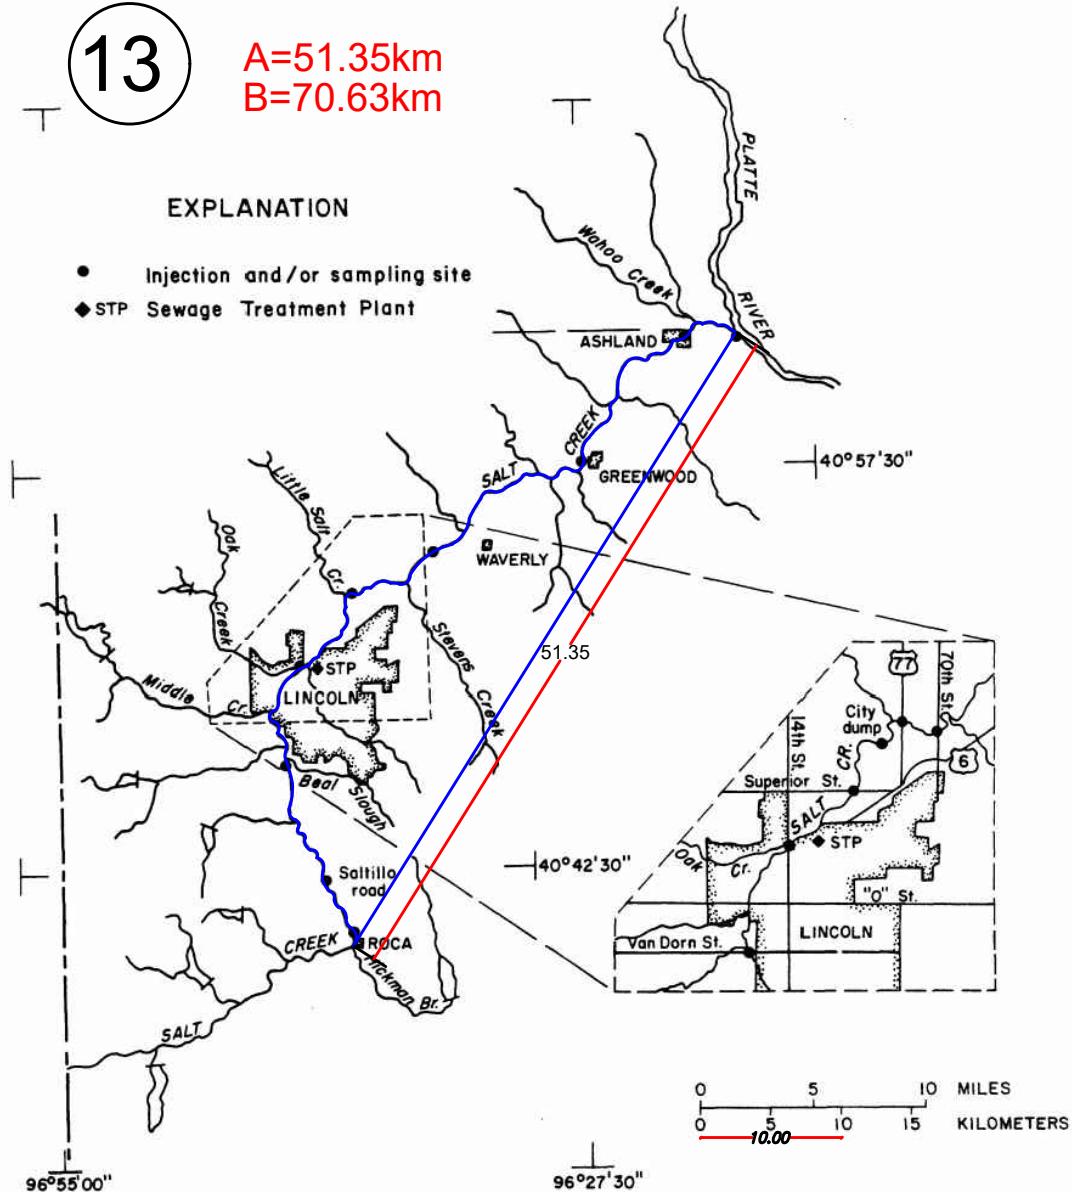 13
A=51.35km
B=70.63km
EXPLANATION
Injection and/or sampling site
STP Sewage Treatment Plant
PLATTE
RIVER
Wahoo Creek
ASHLAND
CREEK
SALT
GREENWOOD
40°57'30"
Little Salt
Cr.
Oak
Creek
WAVERLY
Stevens
Creek
STP
LINCOLN
Middle
Cr.
51.35
Beal
Slough
Saltillo
road
40°42'30"
ROCA
CREEK
Hickman Br.
SALT
77
70th St.
City
dump
14th St.
CR.
6
Superior St.
SALT
STP
Oak
Cr.
"O" St.
LINCOLN
Van Dorn St.
0 5 10 MILES
0 5 10 15 KILOMETERS
10.00
96°55'00"
96°27'30"